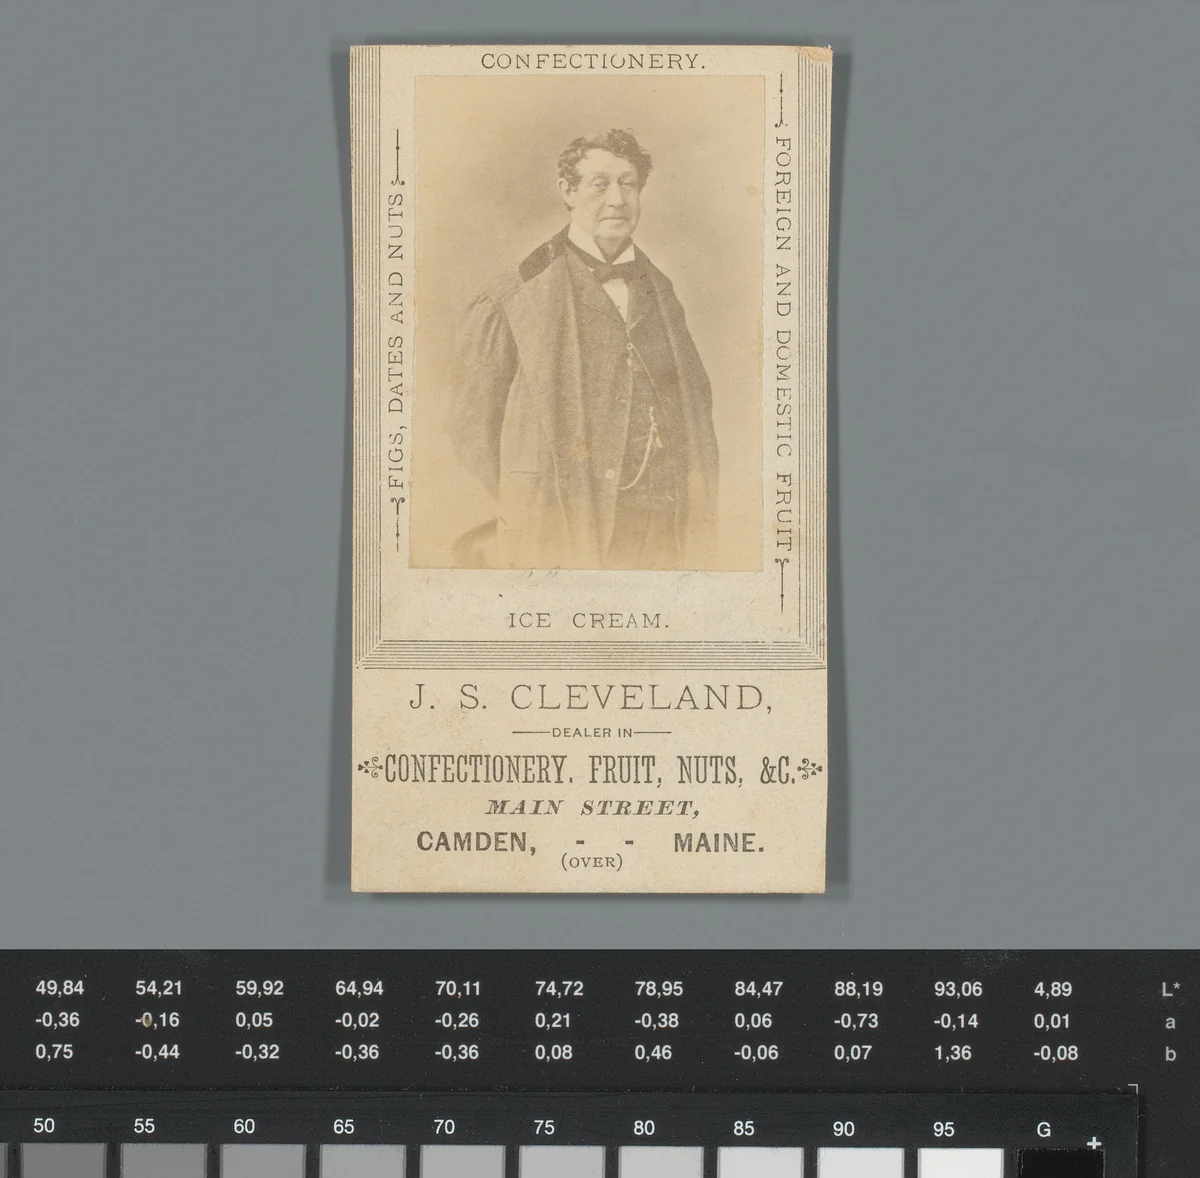 CONFECTIONERY.
FIGS, DATES AND NUTS
FOREIGN AND DOMESTIC FRUIT
ICE CREAM.
J. S. CLEVELAND,
DEALER IN
CONFECTIONERY, FRUIT, NUTS, &C.
MAIN STREET,
CAMDEN, - - MAINE.
(OVER)
49,84 54,21 59,92 64,94 70,11 74,72 78,95 84,47 88,19 93,06 4,89 L*
-0,36 -0,16 0,05 -0,02 -0,26 0,21 -0,38 0,06 -0,73 -0,14 0,01 a
0,75 -0,44 -0,32 -0,36 -0,36 0,08 0,46 -0,06 0,07 1,36 -0,08 b
50 55 60 65 70 75 80 85 90 95 G